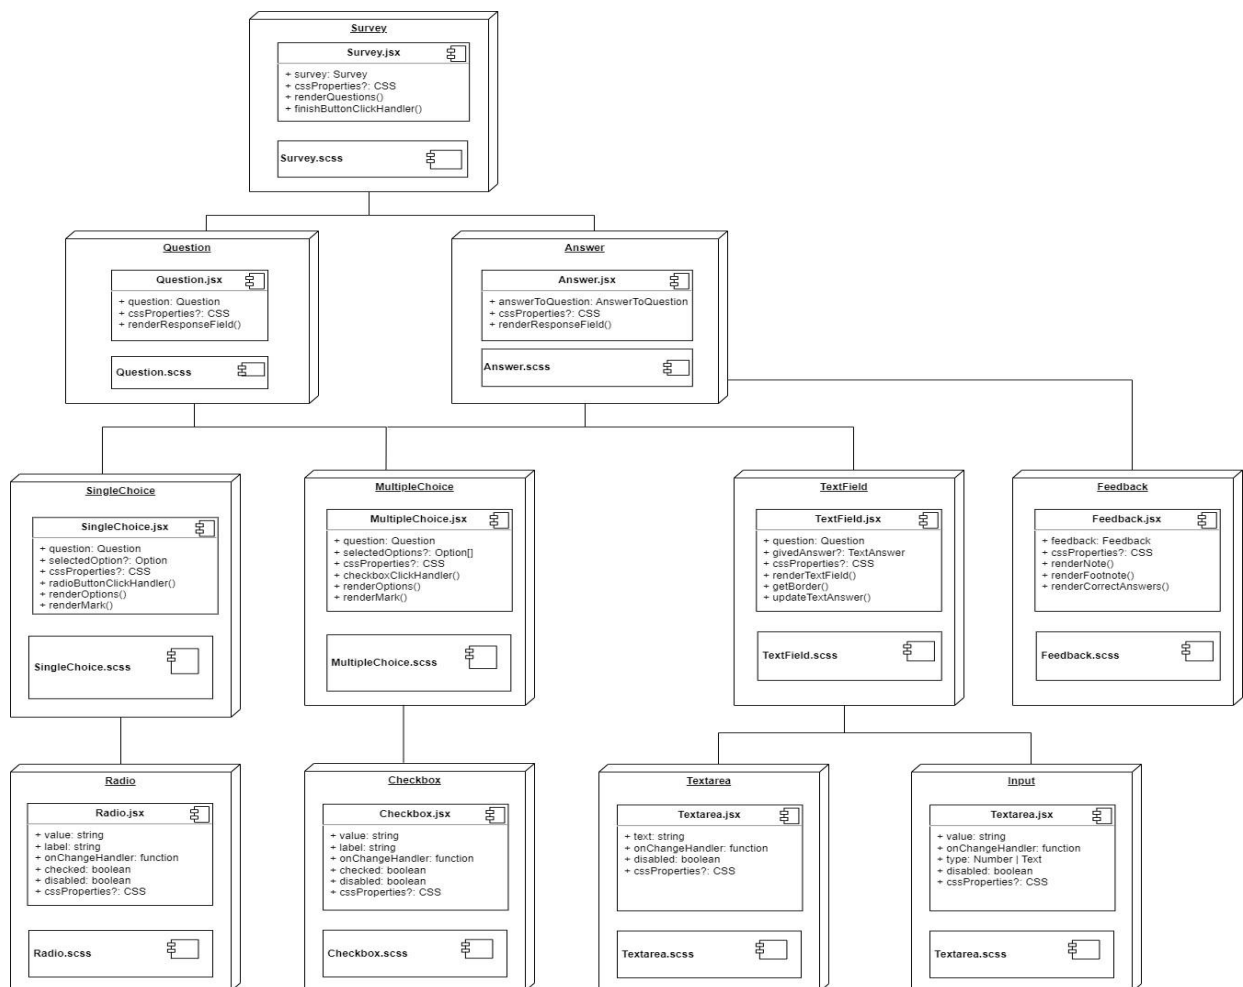 Survey
Survey.jsx
+ survey: Survey
+ cssProperties?: CSS
+ renderQuestions()
+ finishButtonClickHandler()
Survey.scss
Question
Question.jsx
+ question: Question
+ cssProperties?: CSS
+ renderResponseField()
Question.scss
Answer
Answer.jsx
+ answerToQuestion: AnswerToQuestion
+ cssProperties?: CSS
+ renderResponseField()
Answer.scss
SingleChoice
SingleChoice.jsx
+ question: Question
+ selectedOption?: Option
+ cssProperties?: CSS
+ radioButtonClickHandler()
+ renderOptions()
+ renderMark()
SingleChoice.scss
MultipleChoice
MultipleChoice.jsx
+ question: Question
+ selectedOptions?: Option[]
+ cssProperties?: CSS
+ checkboxClickHandler()
+ renderOptions()
+ renderMark()
MultipleChoice.scss
TextField
TextField.jsx
+ question: Question
+ givedAnswer?: TextAnswer
+ cssProperties?: CSS
+ renderTextField()
+ getBorder()
+ updateTextAnswer()
TextField.scss
Feedback
Feedback.jsx
+ feedback: Feedback
+ cssProperties?: CSS
+ renderNote()
+ renderFootnote()
+ renderCorrectAnswers()
Feedback.scss
Radio
Radio.jsx
+ value: string
+ label: string
+ onChangeHandler: function
+ checked: boolean
+ disabled: boolean
+ cssProperties?: CSS
Radio.scss
Checkbox
Checkbox.jsx
+ value: string
+ label: string
+ onChangeHandler: function
+ checked: boolean
+ disabled: boolean
+ cssProperties?: CSS
Checkbox.scss
Textarea
Textarea.jsx
+ text: string
+ onChangeHandler: function
+ disabled: boolean
+ cssProperties?: CSS
Textarea.scss
Input
Textarea.jsx
+ value: string
+ onChangeHandler: function
+ type: Number | Text
+ disabled: boolean
+ cssProperties?: CSS
Textarea.scss